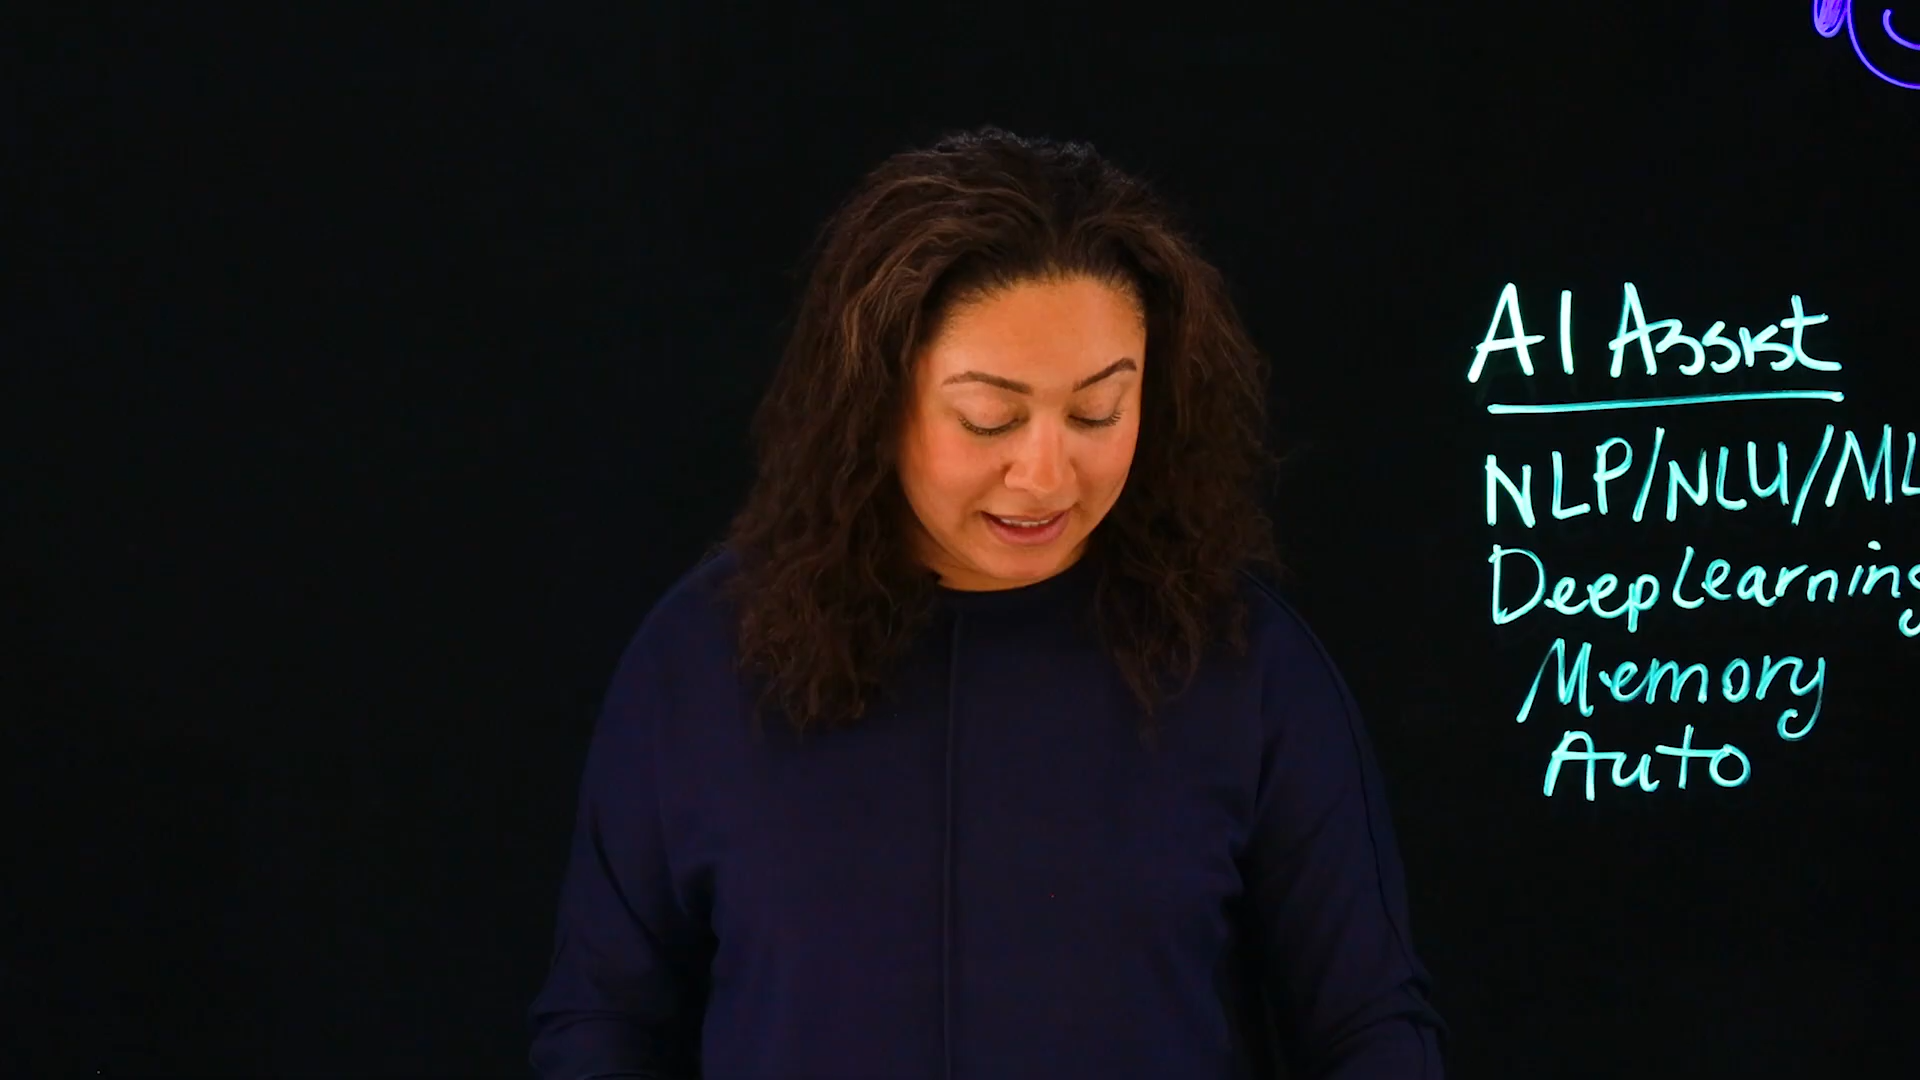 AI Assist
NLP/NLU/ML
Deep Learning
Memory
Auto